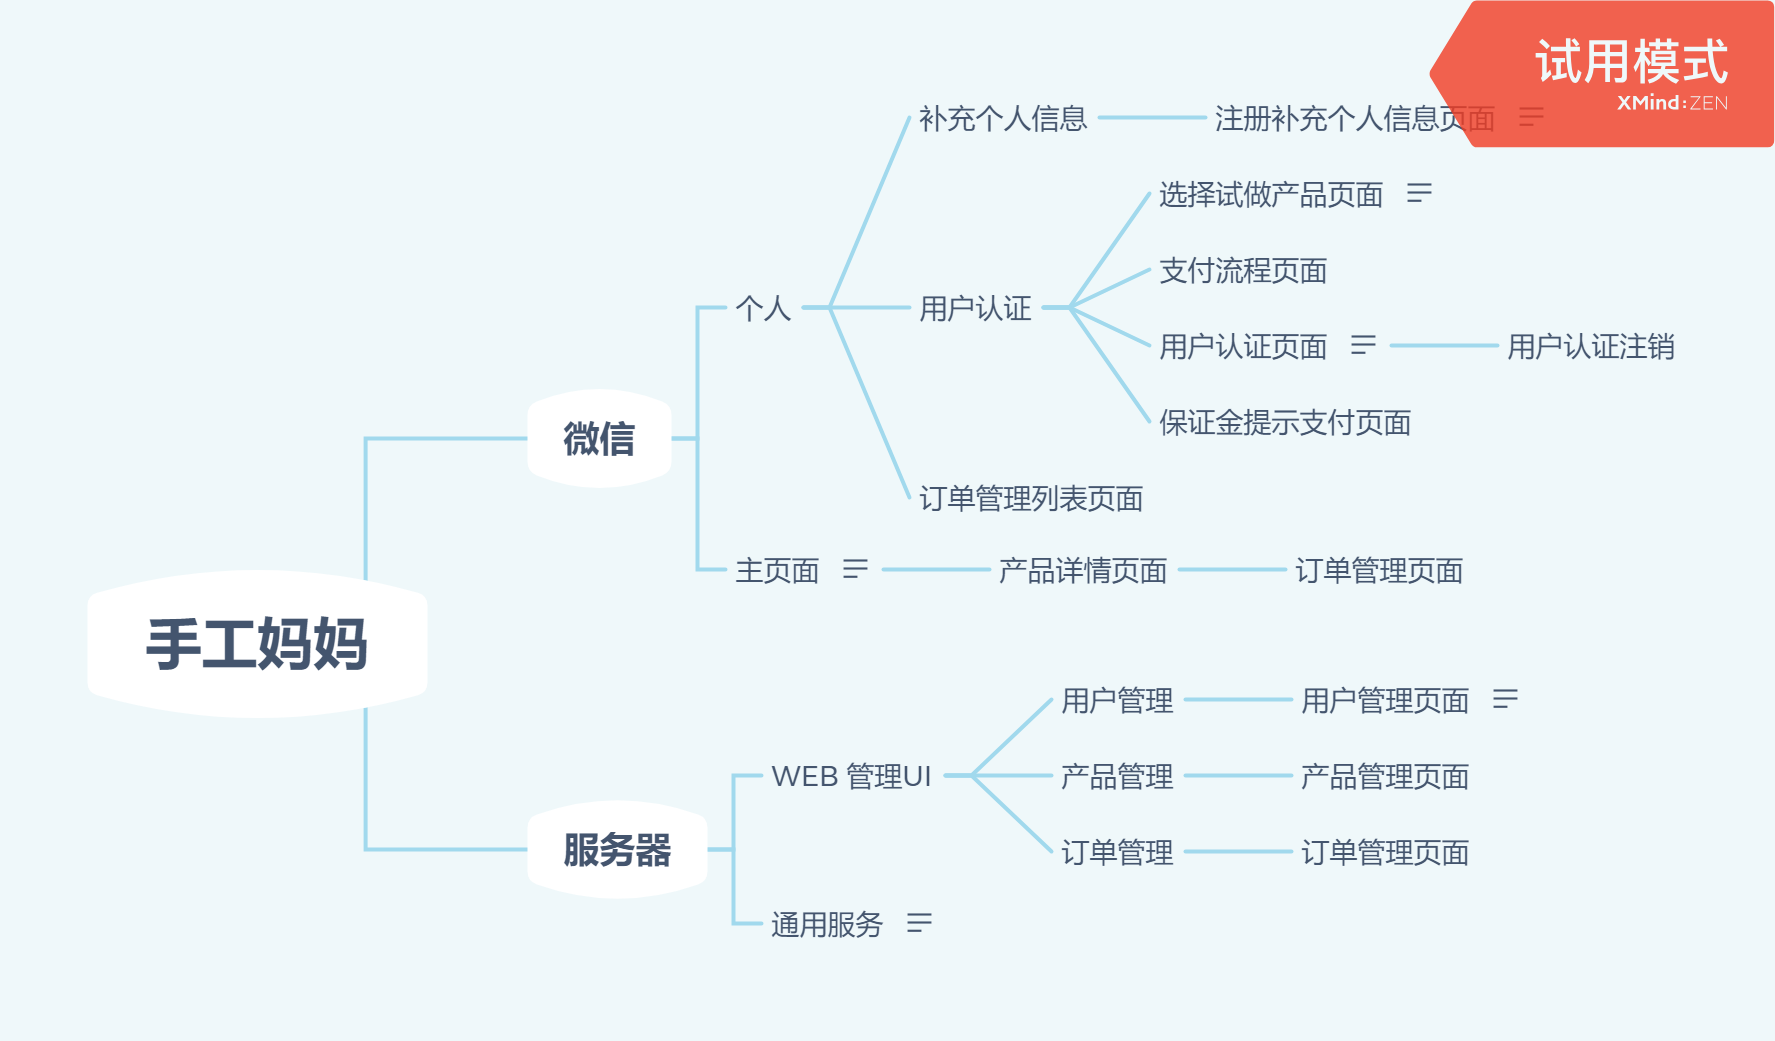 试用模式
XMind:ZEN
补充个人信息
注册补充个人信息页面
选择试做产品页面
支付流程页面
个人
用户认证
用户认证页面
用户认证注销
保证金提示支付页面
微信
订单管理列表页面
主页面
产品详情页面
订单管理页面
手工妈妈
用户管理
用户管理页面
WEB 管理UI
产品管理
产品管理页面
服务器
订单管理
订单管理页面
通用服务